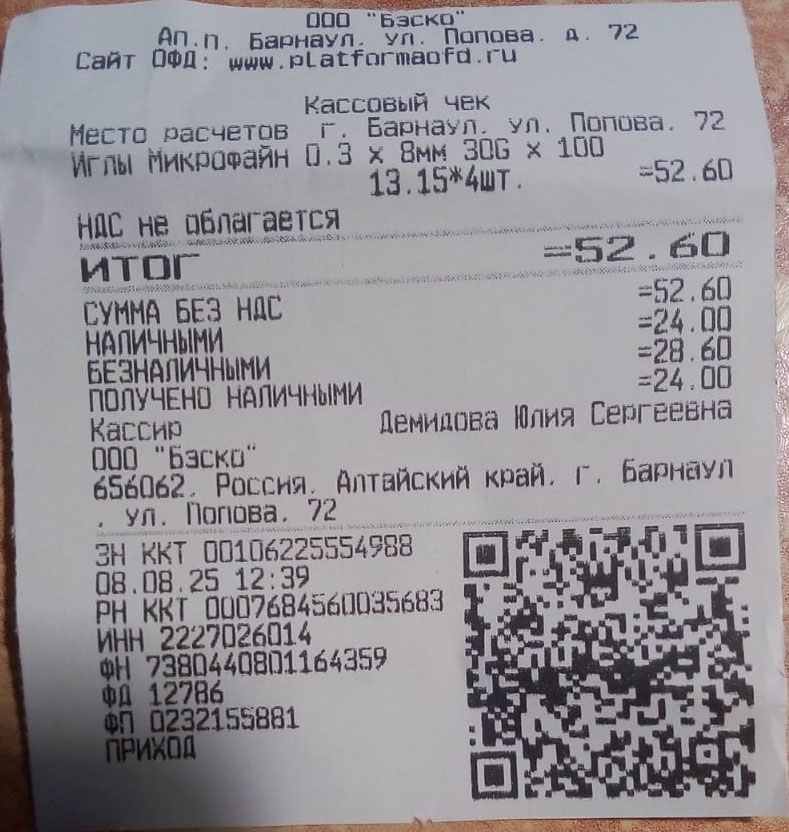 ООО "Бэско"
Ап.п. Барнаул. ул. Попова. д. 72
Сайт ОФД: www.platformaofd.ru
Кассовый чек
Место расчетов г. Барнаул. ул. Попова. 72
Иглы Микрофайн 0.3 x 8мм 30G x 100
13.15*4шт. =52.60
НДС не облагается
ИТОГ =52.60
СУММА БЕЗ НДС =52.60
НАЛИЧНЫМИ =24.00
БЕЗНАЛИЧНЫМИ =28.60
ПОЛУЧЕНО НАЛИЧНЫМИ =24.00
Кассир Демидова Юлия Сергеевна
ООО "Бэско"
656062. Россия. Алтайский край. г. Барнаул
. ул. Попова. 72
ЗН ККТ 00106225554988
08.08.25 12:39
РН ККТ 0007684560035683
ИНН 2227026014
ФН 7380440801164359
ФД 12786
ФП 0232155881
ПРИХОД